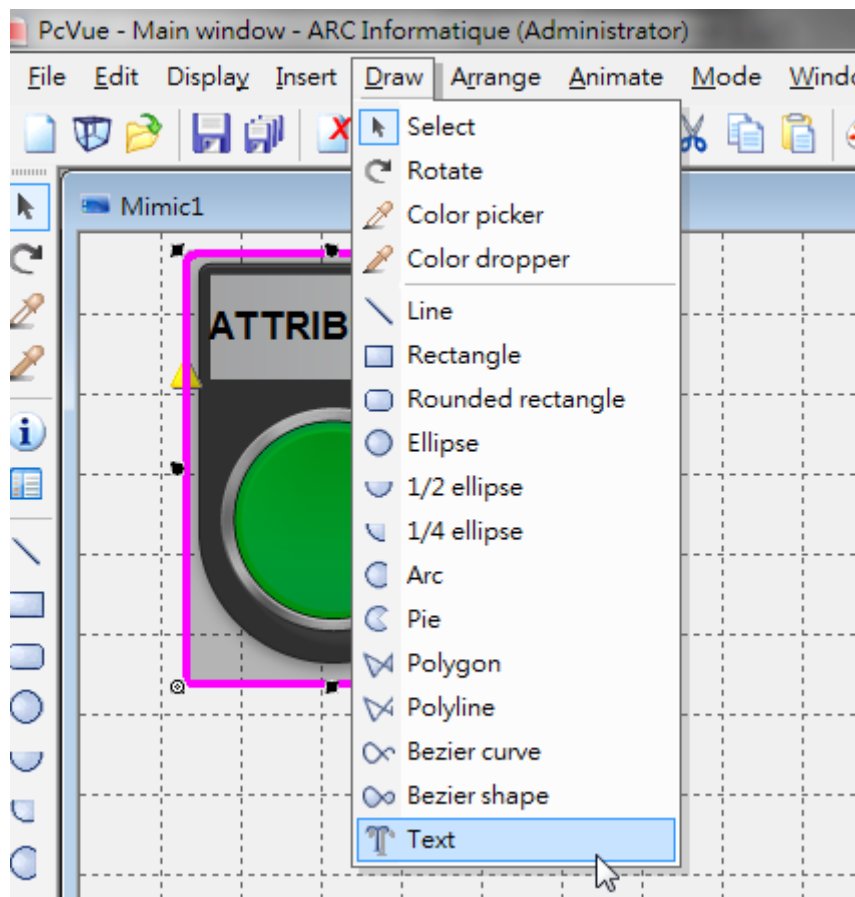 PcVue - Main window - ARC Informatique (Administrator)
File Edit Display Insert Draw Arrange Animate Mode
Mimic1
ATTRIB
Select
Rotate
Color picker
Color dropper
Line
Rectangle
Rounded rectangle
Ellipse
1/2 ellipse
1/4 ellipse
Arc
Pie
Polygon
Polyline
Bezier curve
Bezier shape
Text